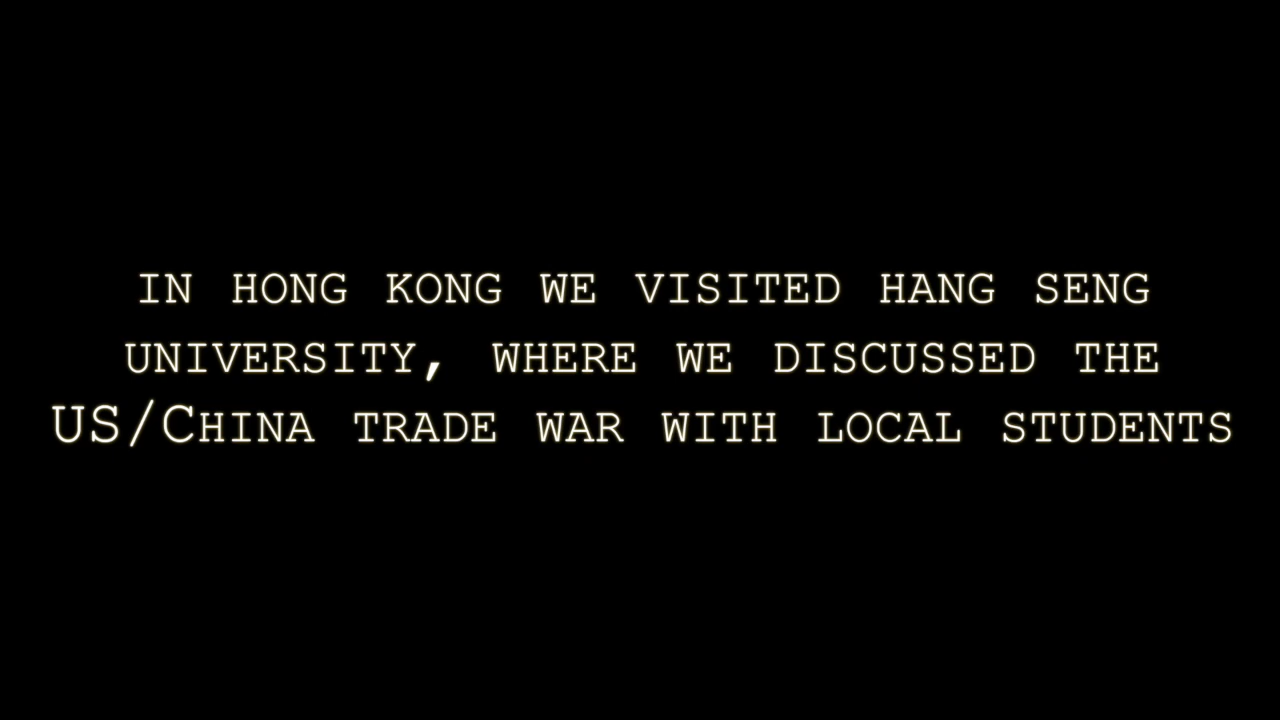 IN HONG KONG WE VISITED HANG SENG
UNIVERSITY, WHERE WE DISCUSSED THE
US/CHINA TRADE WAR WITH LOCAL STUDENTS